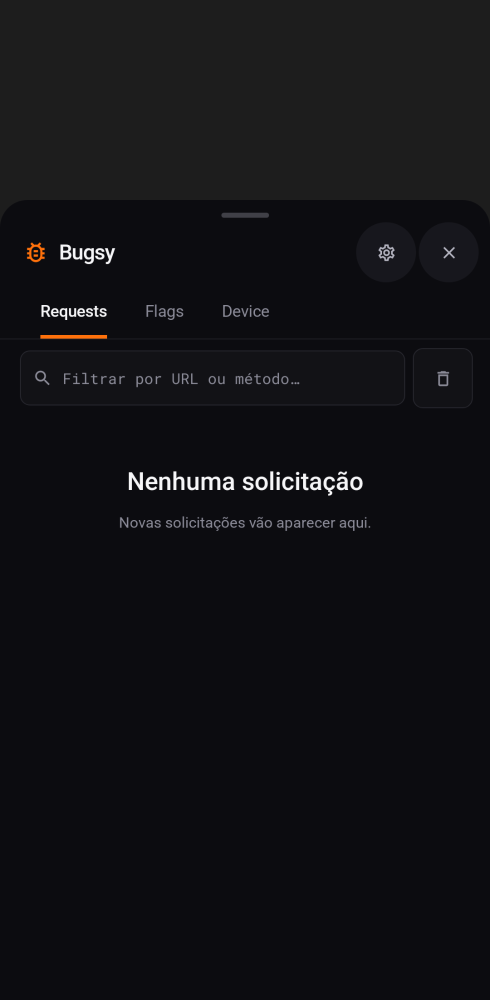 Bugsy
Requests Flags Device
Filtrar por URL ou método…
Nenhuma solicitação
Novas solicitações vão aparecer aqui.